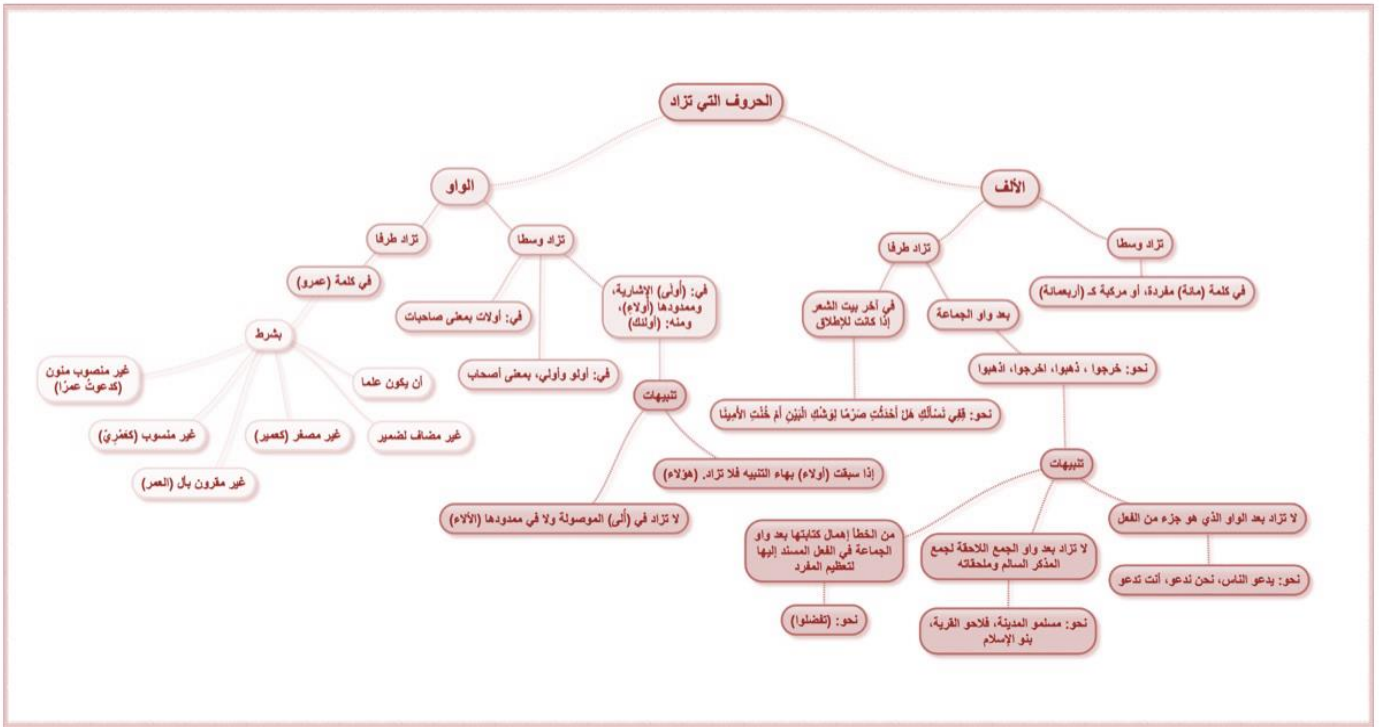 الحروف التي تزاد
الألف
تزاد وسطا
في كلمة (مائة) مفردة، أو مركبة كـ (أربعمائة)
تزاد طرفا
بعد واو الجماعة
نحو: خرجوا ، ذهبوا، اخرجوا، اذهبوا
تنبيهات
لا تزاد بعد الواو الذي هو جزء من الفعل
نحو: يدعو الناس، نحن ندعو، أنت تدعو
لا تزاد بعد واو الجمع اللاحقة لجمع
المذكر السالم وملحقاته
نحو: مسلمو المدينة، فلاحو القرية،
بنو الإسلام
من الخطأ إهمال كتابتها بعد واو
الجماعة في الفعل المسند إليها
لتعظيم المفرد
نحو: (تفضلوا)
في آخر بيت الشعر
إذا كانت للإطلاق
نحو: قِفِي نَسْأَلْكِ هَلْ أَحْدَثْتِ صَرْمًا لِوَشْكِ الْبَيْنِ أَمْ خُنْتِ الأَمِينَا
الواو
تزاد وسطا
في: (أُولَى) الإشارية،
وممدودها (أُولاءِ)،
ومنه: (أولئك)
تنبيهات
إذا سبقت (أولاء) بهاء التنبيه فلا تزاد. (هؤلاء)
لا تزاد في (أُلى) الموصولة ولا في ممدودها (الألاء)
في: أولو وأولي، بمعنى أصحاب
في: أولات بمعنى صاحبات
تزاد طرفا
في كلمة (عمرو)
بشرط
أن يكون علما
غير مضاف لضمير
غير مصغر (كعمير)
غير مقرون بأل (العمر)
غير منسوب (كعَمْرِيّ)
غير منصوب منون
(كدعوتُ عمرًا)